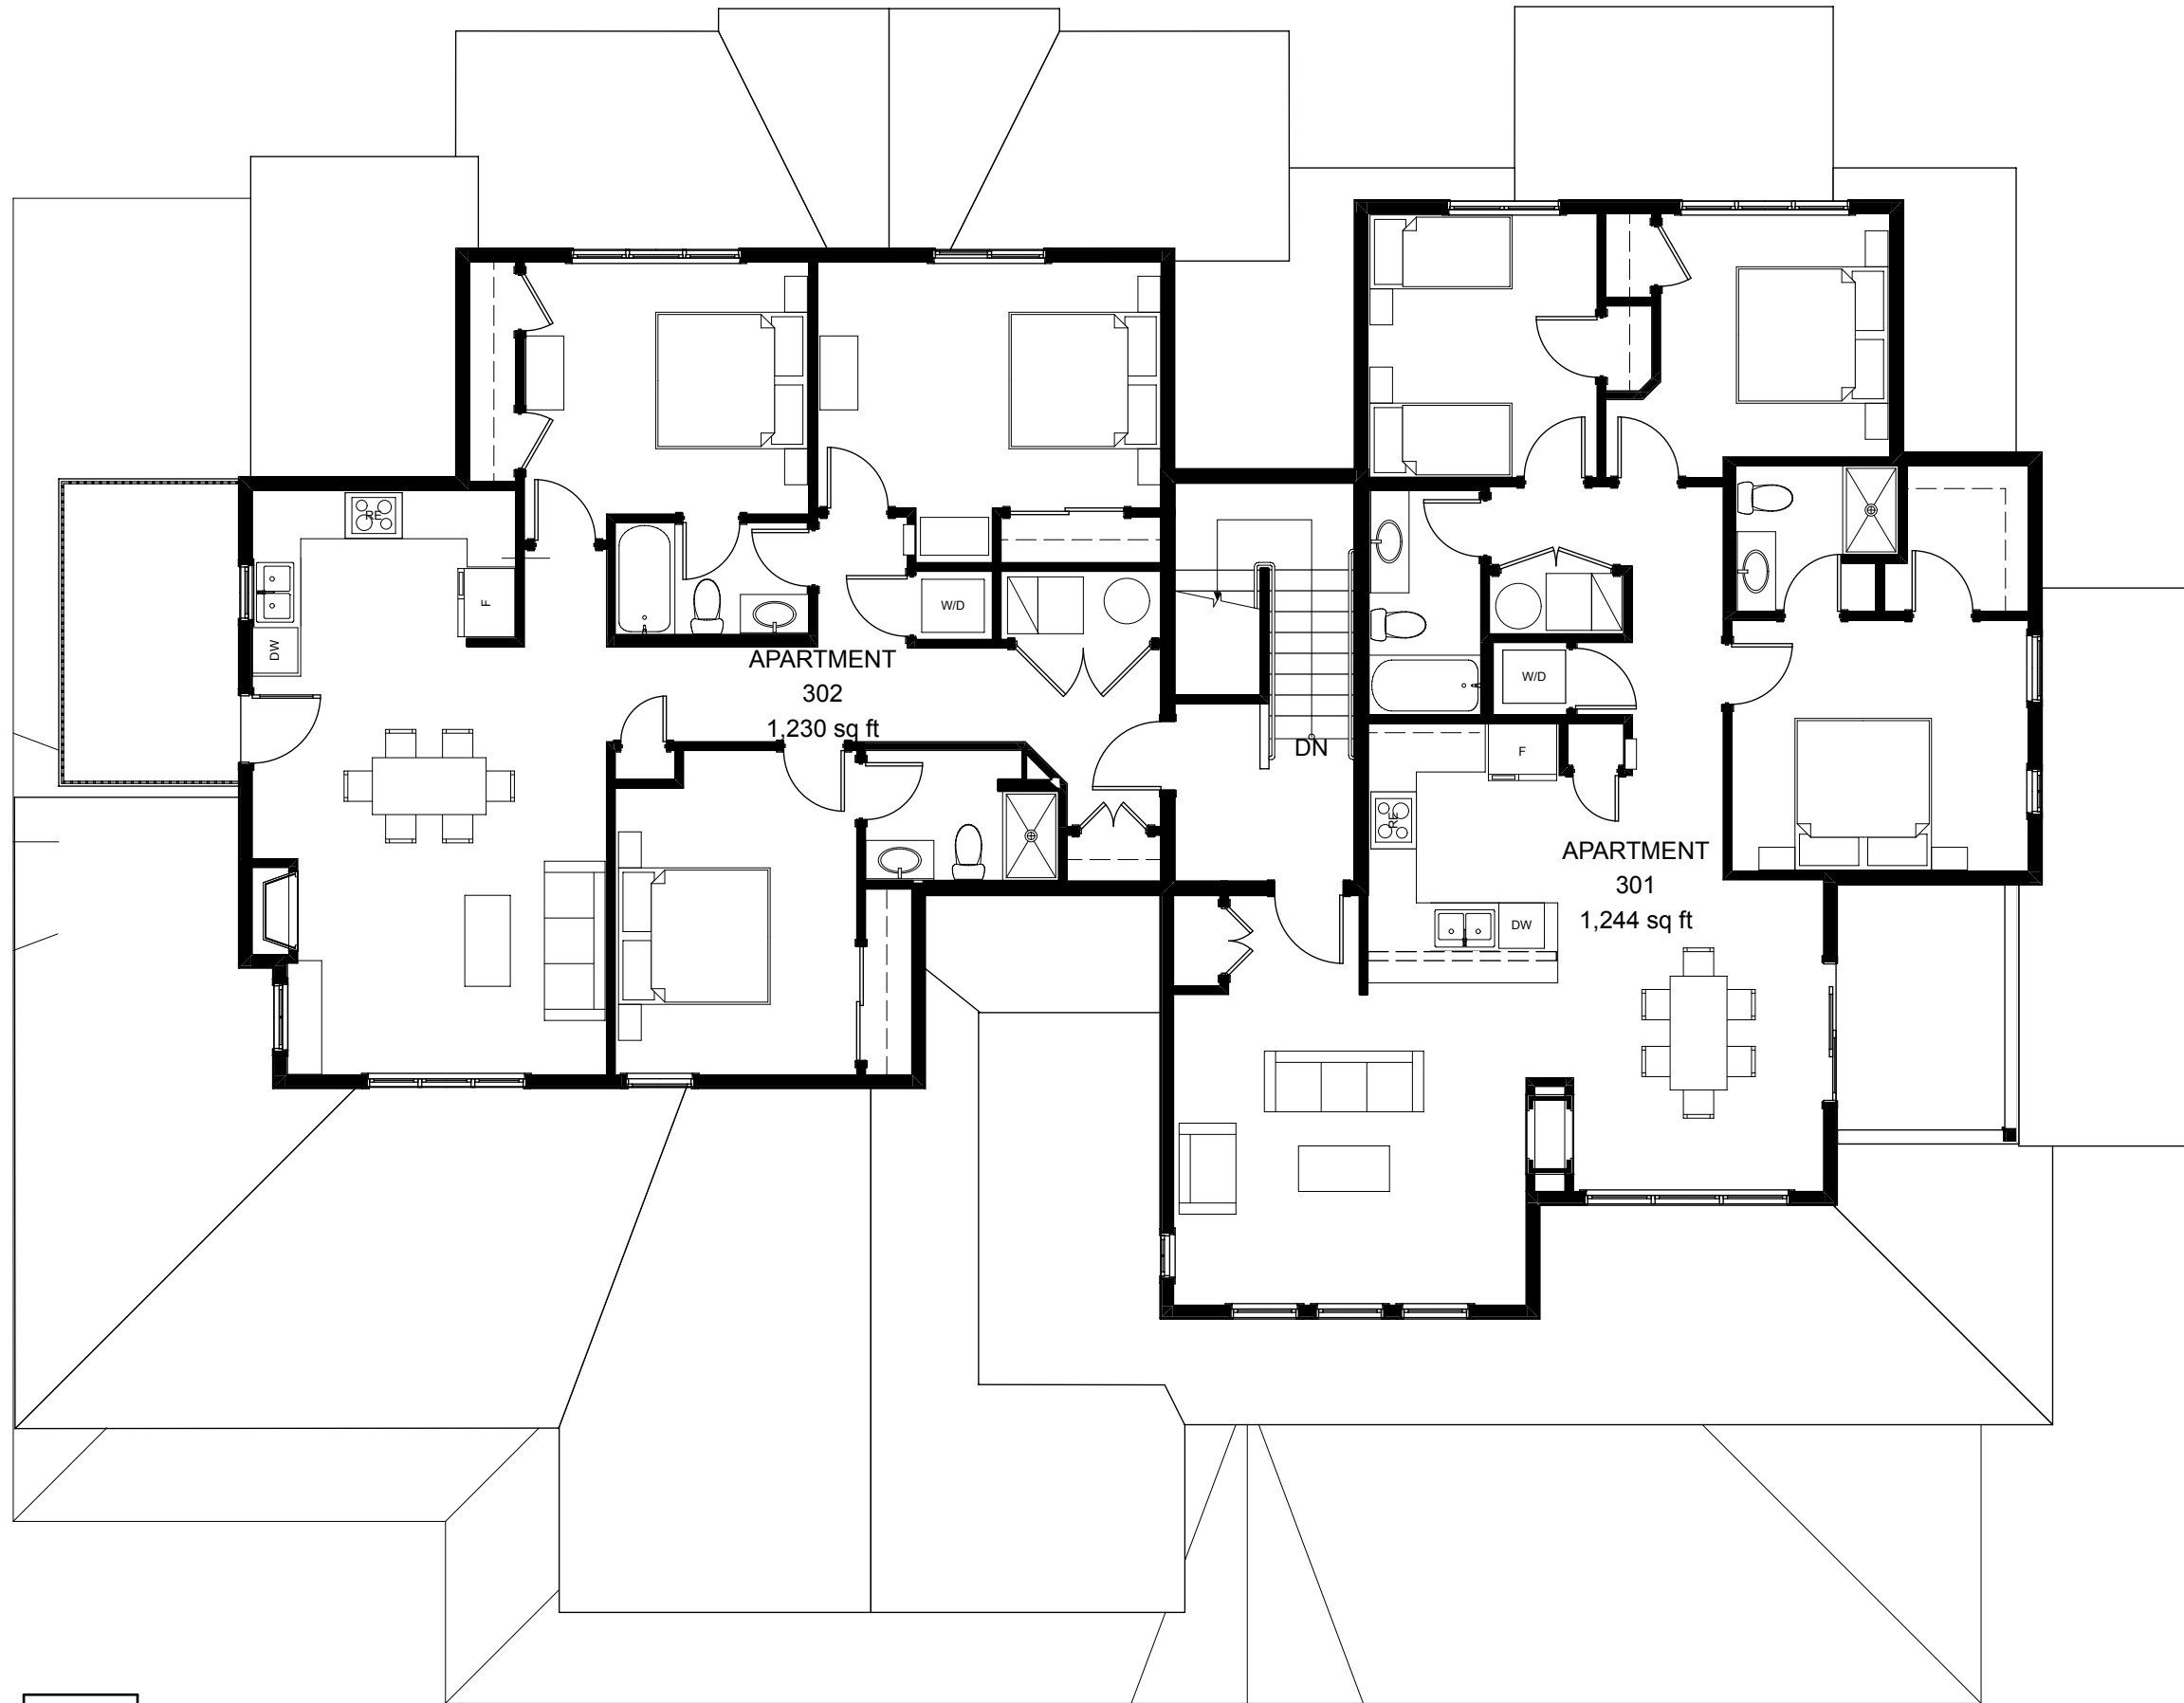 RE
F
DW
W/D
APARTMENT
302
1,230 sq ft
DN
W/D
F
RE
DW
APARTMENT
301
1,244 sq ft